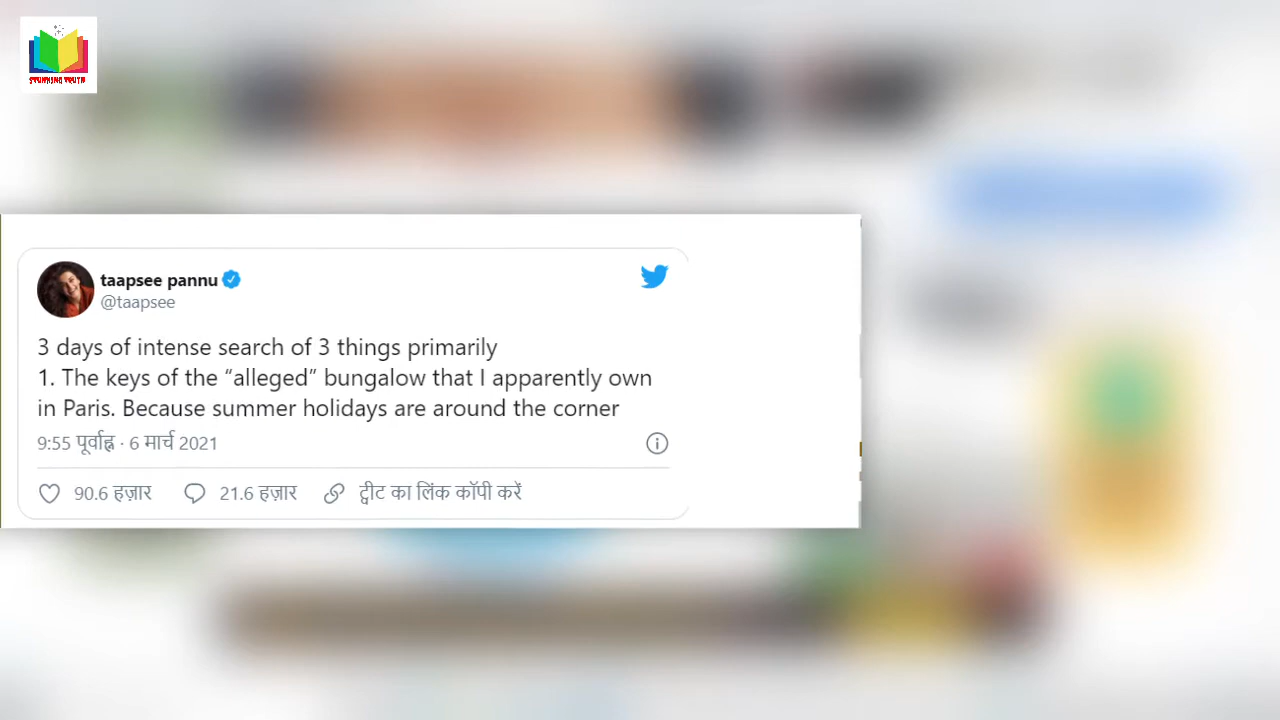 STUNNING TRUTH
taapsee pannu
@taapsee
3 days of intense search of 3 things primarily
1. The keys of the “alleged” bungalow that I apparently own
in Paris. Because summer holidays are around the corner
9:55 पूर्वाह्न · 6 मार्च 2021
90.6 हज़ार 21.6 हज़ार ट्वीट का लिंक कॉपी करें